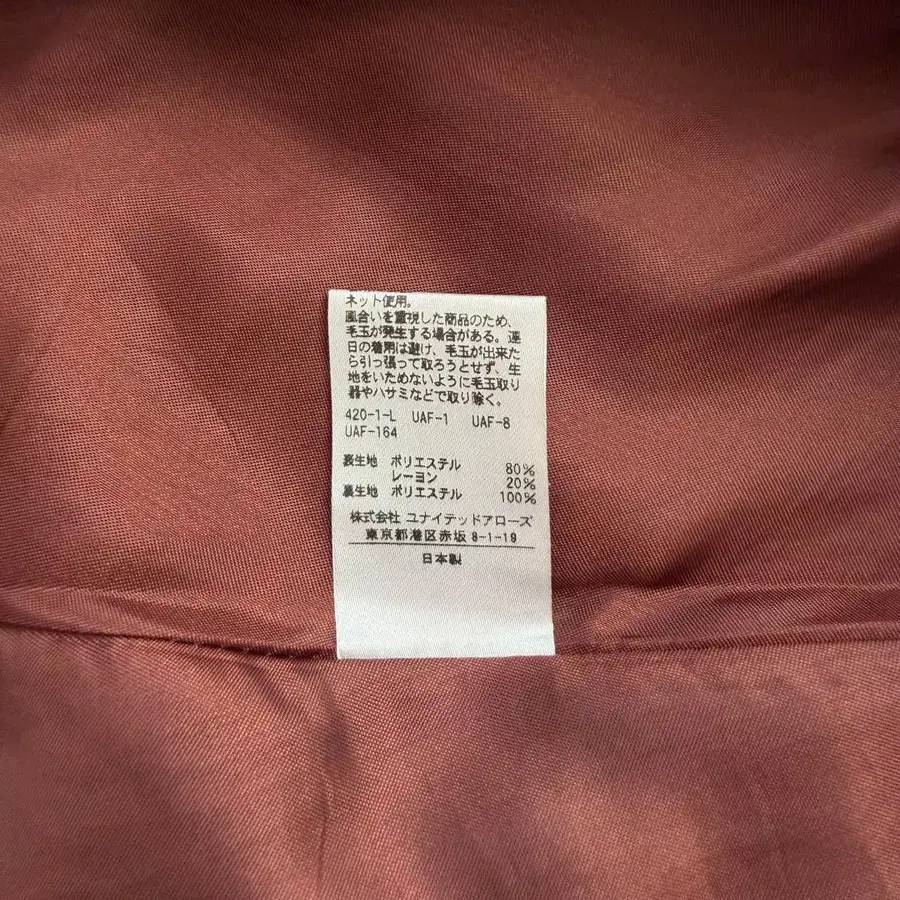 ネット使用。
風合いを重視した商品のため、
毛玉が発生する場合がある。連
日の着用は避け、毛玉が出来た
ら引っ張って取ろうとせず、生
地をいためないように毛玉取り
器やハサミなどで取り除く。
420-1-L UAF-1 UAF-8
UAF-164
表生地 ポリエステル 80%
レーヨン 20%
裏生地 ポリエステル 100%
株式会社 ユナイテッドアローズ
東京都港区赤坂 8-1-19
日本製